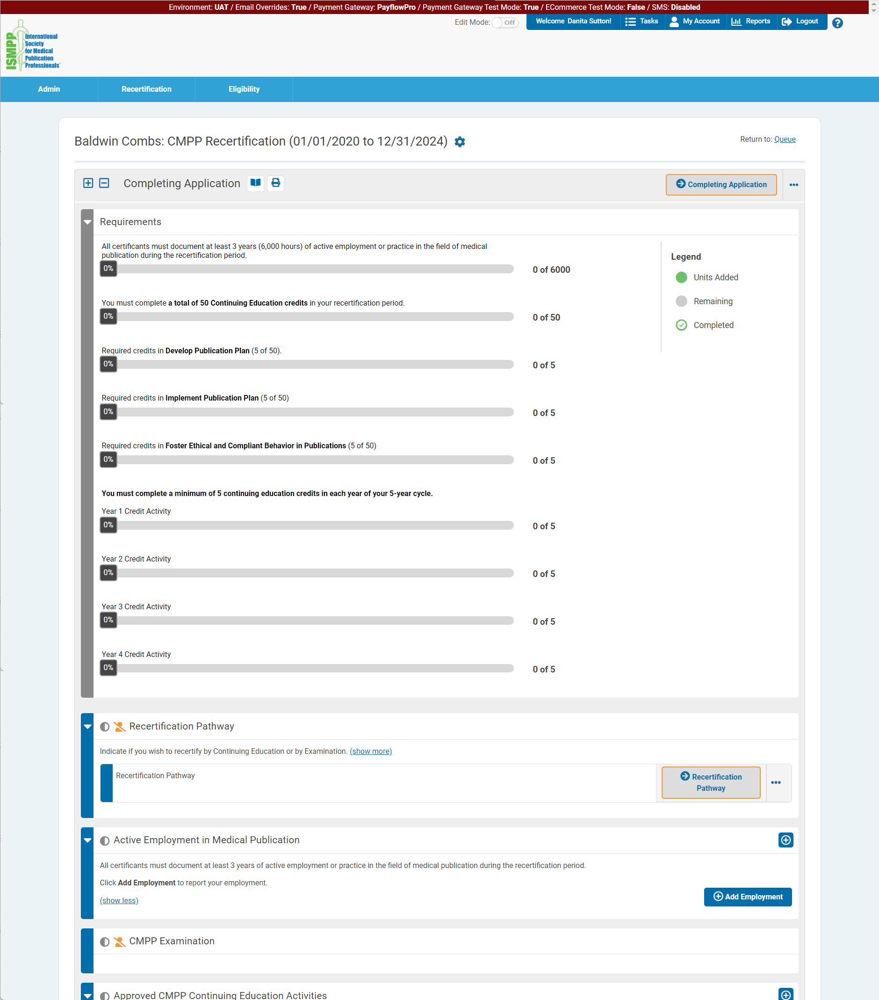 Environment: UAT / Email Overrides: True / Payment Gateway: PayflowPro / Payment Gateway Test Mode: True / ECommerce Test Mode: False / SMS: Disabled
Edit Mode: Off
Welcome Danita Sutton!
Tasks
My Account
Reports
Logout
ISMPP
International
Society
for Medical
Publication
Professionals
Admin
Recertification
Eligibility
Baldwin Combs: CMPP Recertification (01/01/2020 to 12/31/2024)
Return to: Queue
Completing Application
Completing Application
Requirements
All certificants must document at least 3 years (6,000 hours) of active employment or practice in the field of medical
publication during the recertification period.
0%
0 of 6000
Legend
Units Added
Remaining
Completed
You must complete a total of 50 Continuing Education credits in your recertification period.
0%
0 of 50
Required credits in Develop Publication Plan (5 of 50).
0%
0 of 5
Required credits in Implement Publication Plan (5 of 50)
0%
0 of 5
Required credits in Foster Ethical and Compliant Behavior in Publications (5 of 50)
0%
0 of 5
You must complete a minimum of 5 continuing education credits in each year of your 5-year cycle.
Year 1 Credit Activity
0%
0 of 5
Year 2 Credit Activity
0%
0 of 5
Year 3 Credit Activity
0%
0 of 5
Year 4 Credit Activity
0%
0 of 5
Recertification Pathway
Indicate if you wish to recertify by Continuing Education or by Examination. (show more)
Recertification Pathway
Recertification
Pathway
Active Employment in Medical Publication
All certificants must document at least 3 years of active employment or practice in the field of medical publication during the recertification period.
Click Add Employment to report your employment.
(show less)
Add Employment
CMPP Examination
Approved CMPP Continuing Education Activities